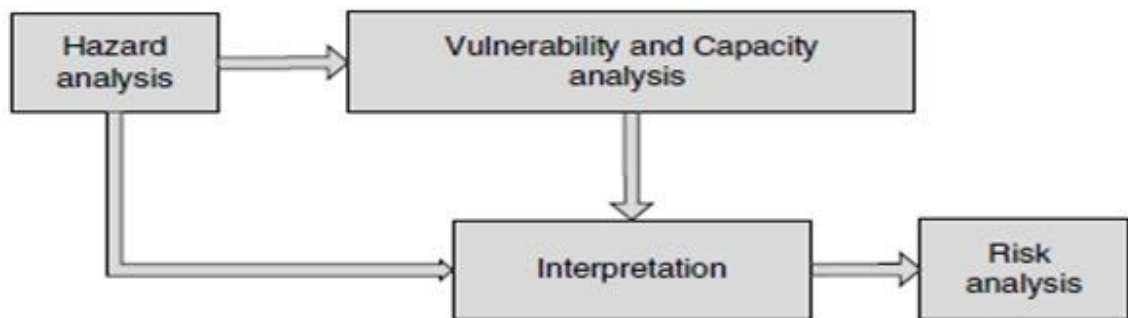 Hazard
analysis
Vulnerability and Capacity
analysis
Interpretation
Risk
analysis